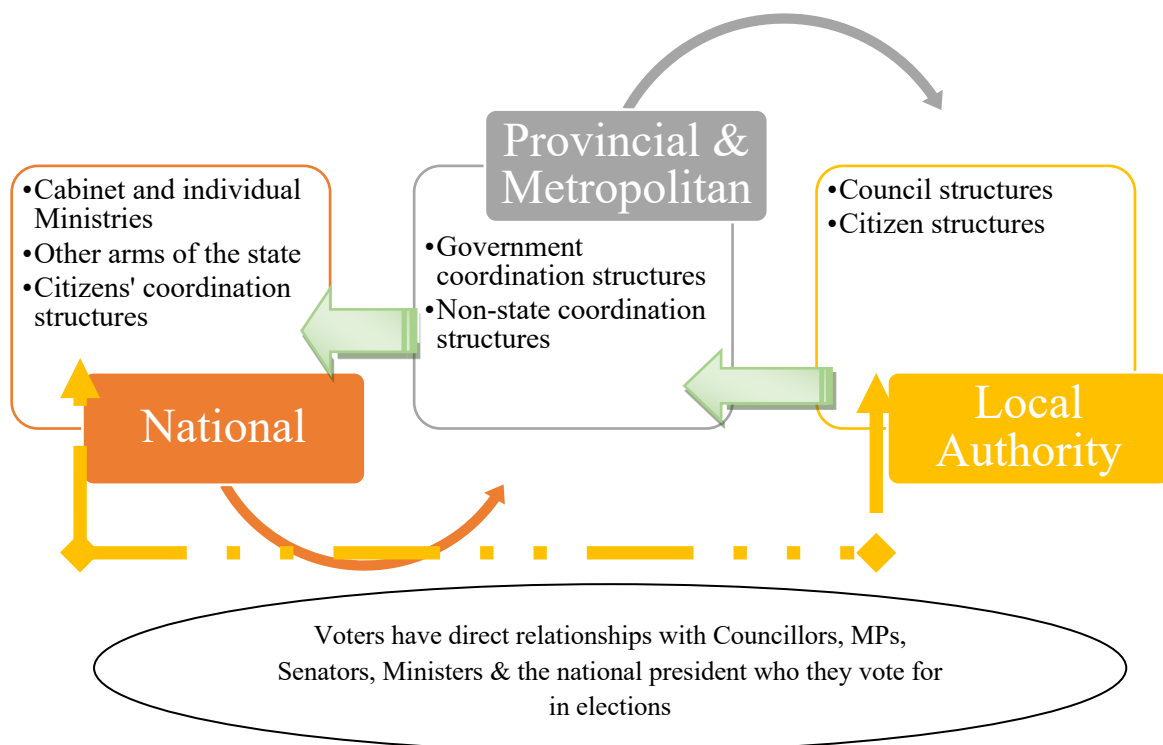 •Cabinet and individual
Ministries
•Other arms of the state
•Citizens' coordination
structures
National
Provincial &
Metropolitan
•Government
coordination structures
•Non-state coordination
structures
•Council structures
•Citizen structures
Local
Authority
Voters have direct relationships with Councillors, MPs,
Senators, Ministers & the national president who they vote for
in elections